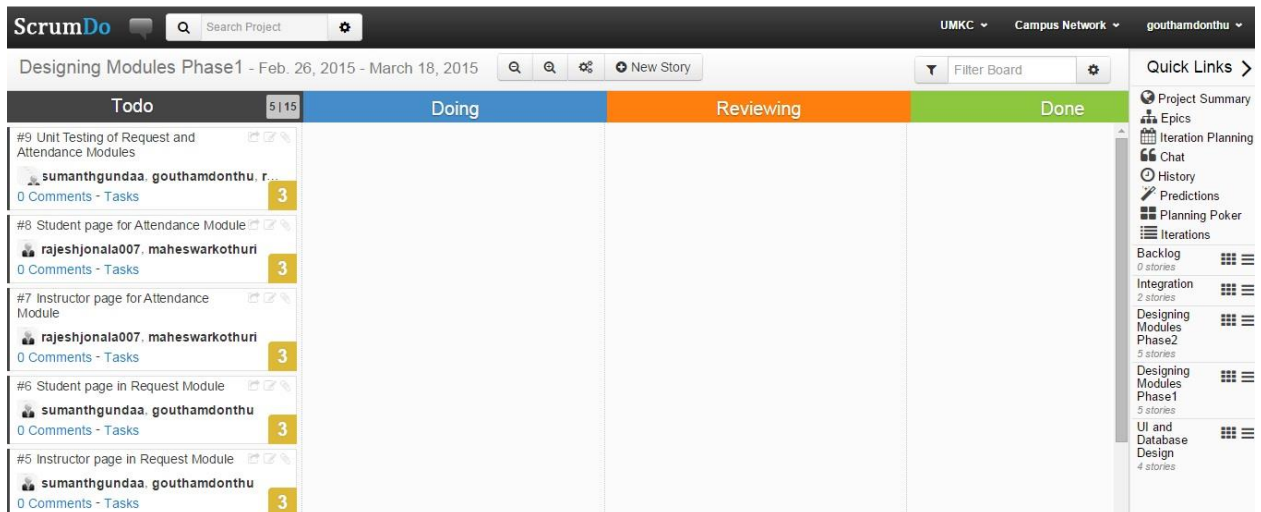 ScrumDo
Search Project
UMKC
Campus Network
gouthamdonthu
Designing Modules Phase1 - Feb. 26, 2015 - March 18, 2015
New Story
Filter Board
Quick Links
Todo
5|15
Doing
Reviewing
Done
#9 Unit Testing of Request and
Attendance Modules
sumanthgundaa, gouthamdonthu, r...
0 Comments - Tasks
3
#8 Student page for Attendance Module
rajeshjonala007, maheswarkothuri
0 Comments - Tasks
3
#7 Instructor page for Attendance
Module
rajeshjonala007, maheswarkothuri
0 Comments - Tasks
3
#6 Student page in Request Module
sumanthgundaa, gouthamdonthu
0 Comments - Tasks
3
#5 Instructor page in Request Module
sumanthgundaa, gouthamdonthu
0 Comments - Tasks
3
Project Summary
Epics
Iteration Planning
Chat
History
Predictions
Planning Poker
Iterations
Backlog
0 stories
Integration
2 stories
Designing
Modules
Phase2
5 stories
Designing
Modules
Phase1
5 stories
UI and
Database
Design
4 stories